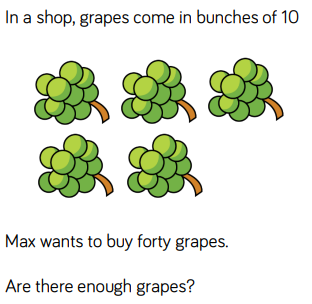 In a shop, grapes come in bunches of 10
Max wants to buy forty grapes.
Are there enough grapes?